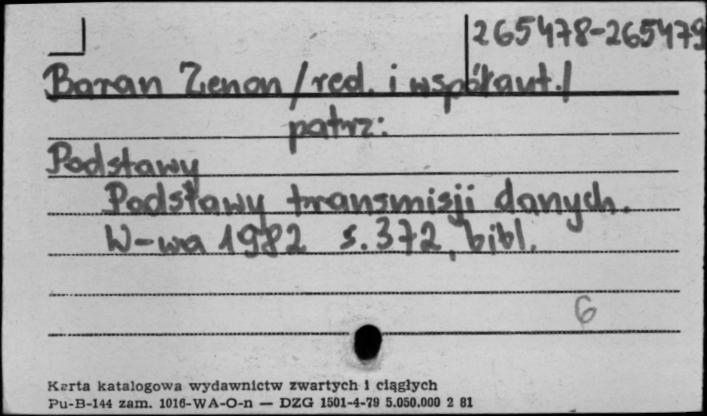 265478-265479
Baran Zenon /red. i współaut./
patrz:
Podstawy
Podstawy transmisji danych.
W-wa 1982 s. 372, bibl.
6
Karta katalogowa wydawnictw zwartych i ciągłych
Pu-B-144 zam. 1016-WA-O-n — DZG 1501-4-79 5.050.000 2 81